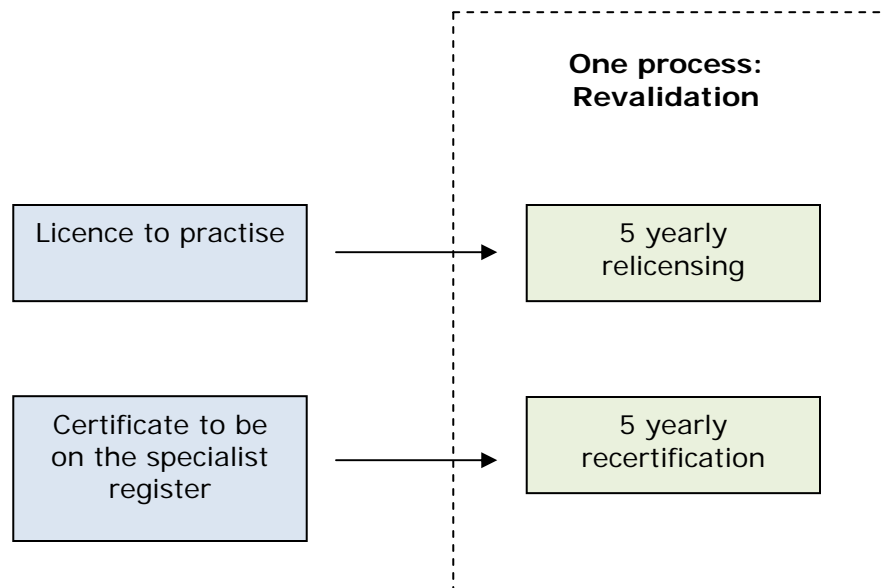 One process:
Revalidation
Licence to practise
5 yearly
relicensing
Certificate to be
on the specialist
register
5 yearly
recertification